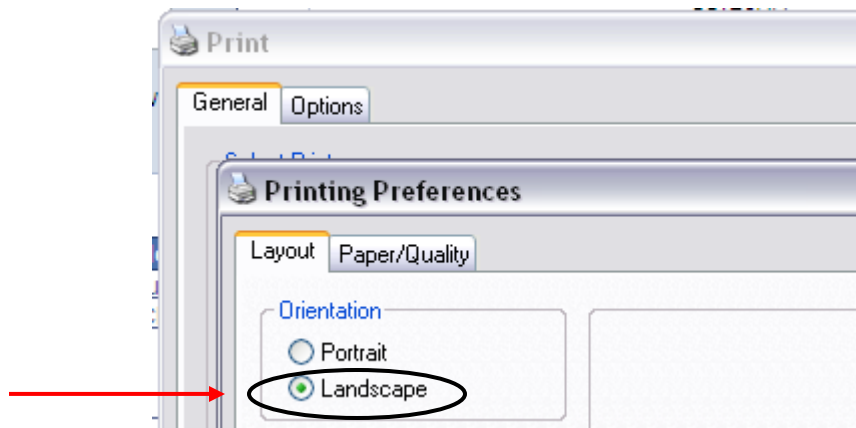 Print
General Options
Printing Preferences
Layout Paper/Quality
Orientation
Portrait
Landscape